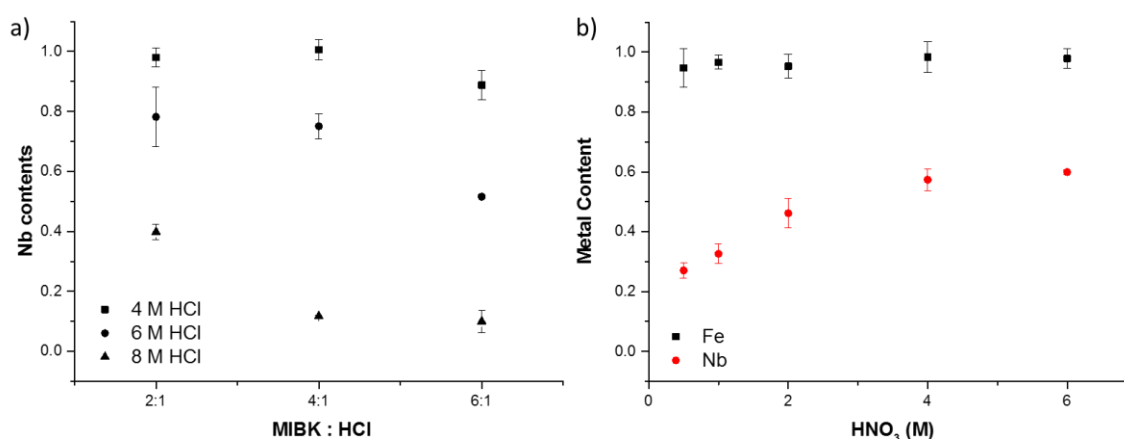 a)
Nb contents
1.0
0.8
0.6
0.4
0.2
0.0
4 M HCl
6 M HCl
8 M HCl
2:1 4:1 6:1
MIBK : HCl
b)
Metal Content
1.0
0.8
0.6
0.4
0.2
0.0
Fe
Nb
0 2 4 6
HNO₃ (M)